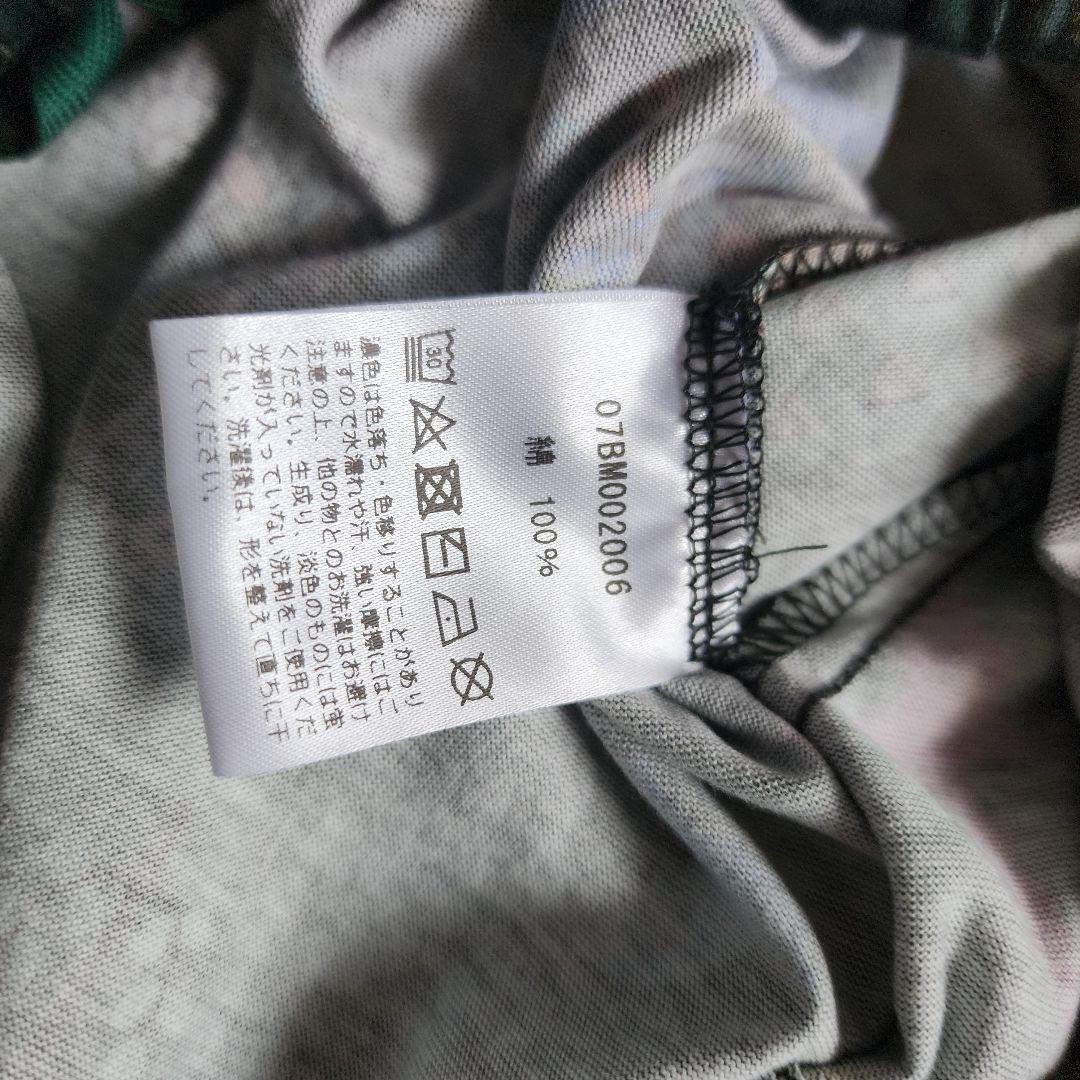 07BM002006
綿 100%
30
濃色は色落ち・色移りすることがあり
ますので水濡れや汗、強い摩擦にはご
注意の上、他の物とのお洗濯はお避け
ください。生成り、淡色のものには蛍
光剤が入っていない洗剤をご使用くだ
さい。洗濯後は、形を整えて直ちに干
してください。